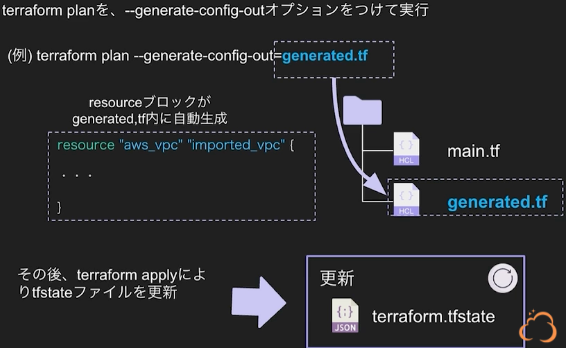 terraform planを、--generate-config-outオプションをつけて実行
(例) terraform plan --generate-config-out=generated.tf
resourceブロックが
generated,tf内に自動生成
resource "aws_vpc" "imported_vpc" {
・・・
}
main.tf
HCL
generated.tf
HCL
その後、terraform applyによ
りtfstateファイルを更新
更新
{:}
JSON
terraform.tfstate